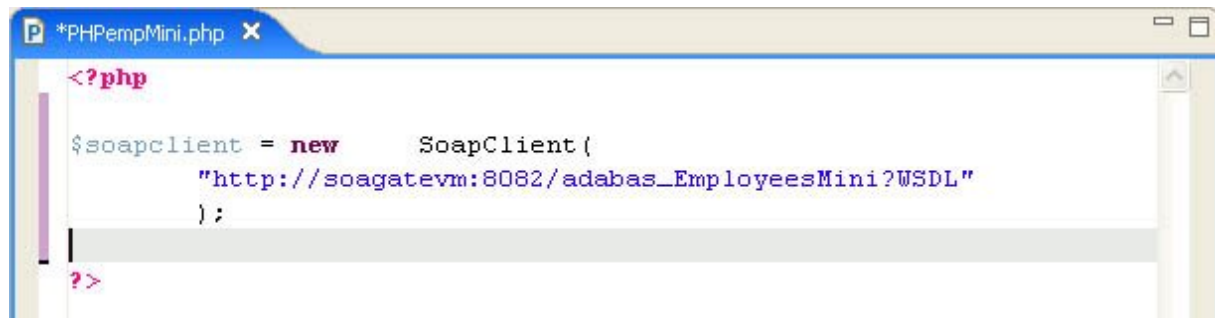 *PHPempMini.php
<?php
$soapclient = new SoapClient(
"http://soagatevm:8082/adabas_EmployeesMini?WSDL"
);
?>